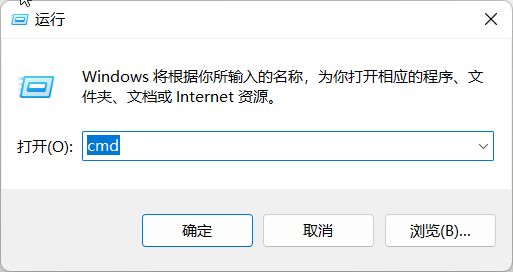 运行
Windows 将根据你所输入的名称，为你打开相应的程序、文
件夹、文档或 Internet 资源。
打开(O): cmd
确定 取消 浏览(B)...